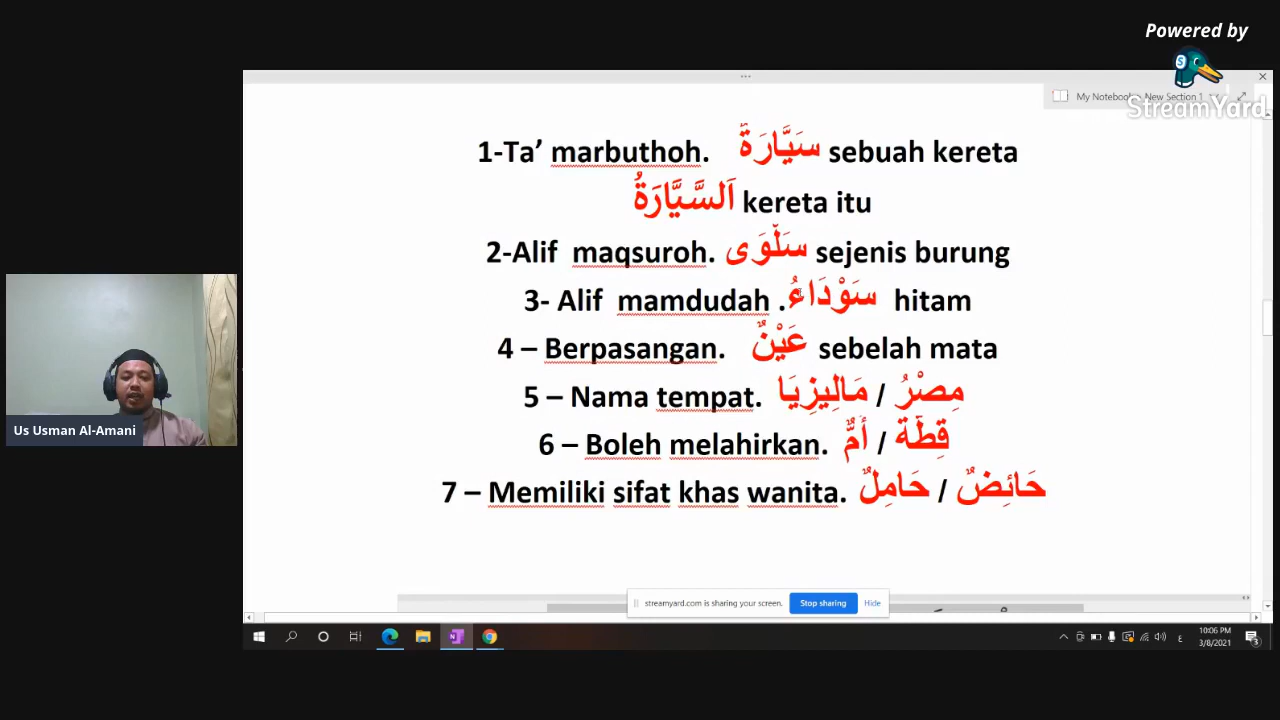 Powered by
StreamYard
My Notebook
New Section 1
1-Ta’ marbuthoh. سَيَّارَةٌ sebuah kereta
اَلسَّيَّارَةُ kereta itu
2-Alif maqsuroh. سَلْوَى sejenis burung
3- Alif mamdudah . سَوْدَاءُ hitam
4 – Berpasangan. عَيْنٌ sebelah mata
5 – Nama tempat. مَالِيزِيَا / مِصْرُ
6 – Boleh melahirkan. أُمٌّ / قِطَة
7 – Memiliki sifat khas wanita. حَامِلٌ / حَائِضٌ
Us Usman Al-Amani
streamyard.com is sharing your screen. Stop sharing Hide
10:06 PM
3/8/2021